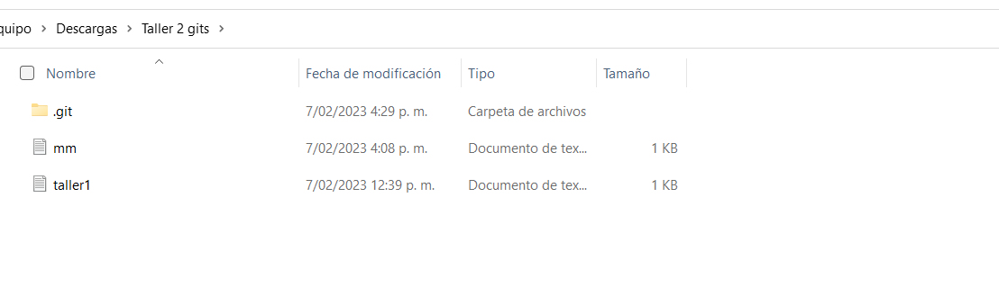 quipo > Descargas > Taller 2 gits >
Nombre Fecha de modificación Tipo Tamaño
.git 7/02/2023 4:29 p. m. Carpeta de archivos
mm 7/02/2023 4:08 p. m. Documento de tex... 1 KB
taller1 7/02/2023 12:39 p. m. Documento de tex... 1 KB